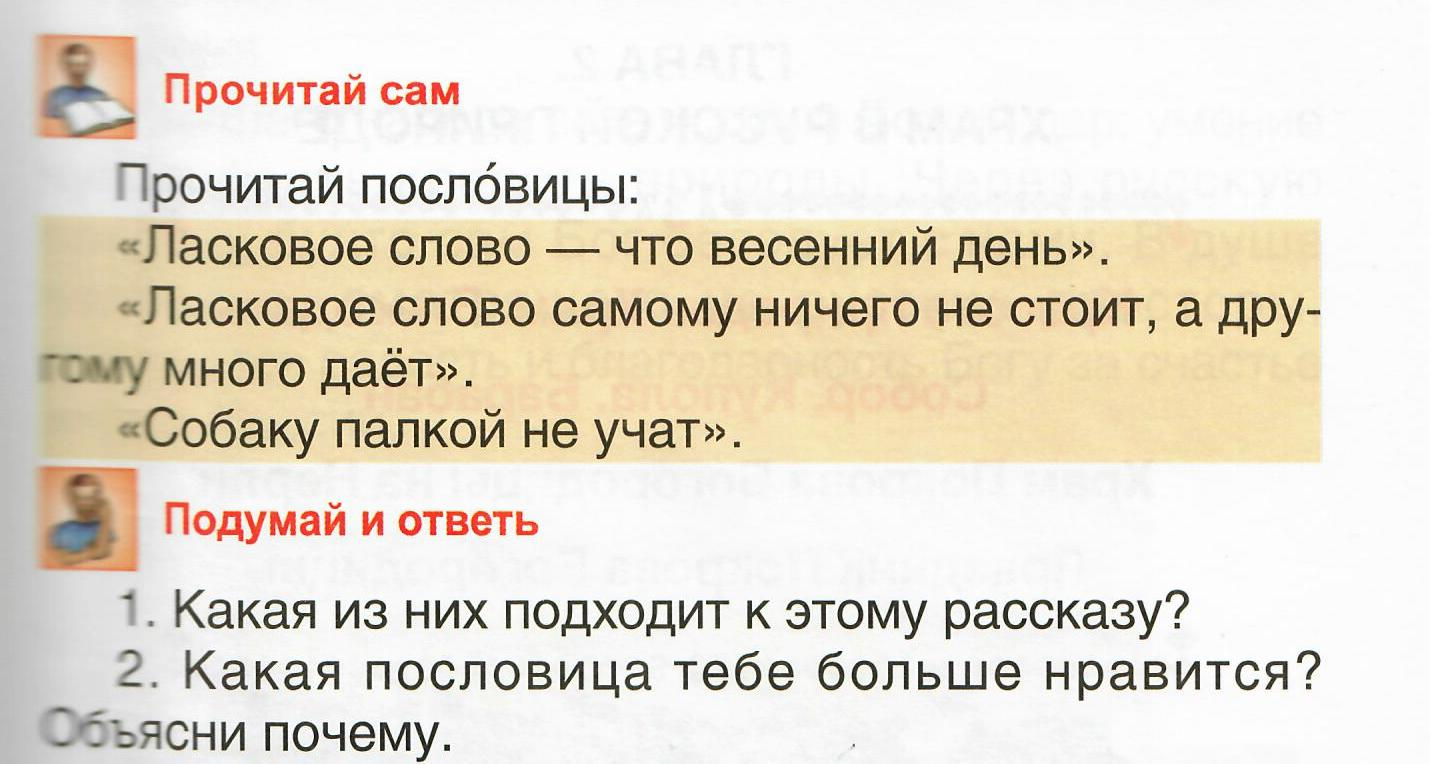 Прочитай сам
Прочитай посло́вицы:
«Ласковое слово — что весенний день».
«Ласковое слово самому ничего не стоит, а дру-
гому много даёт».
«Собаку палкой не учат».
Подумай и ответь
1. Какая из них подходит к этому рассказу?
2. Какая пословица тебе больше нравится?
Объясни почему.